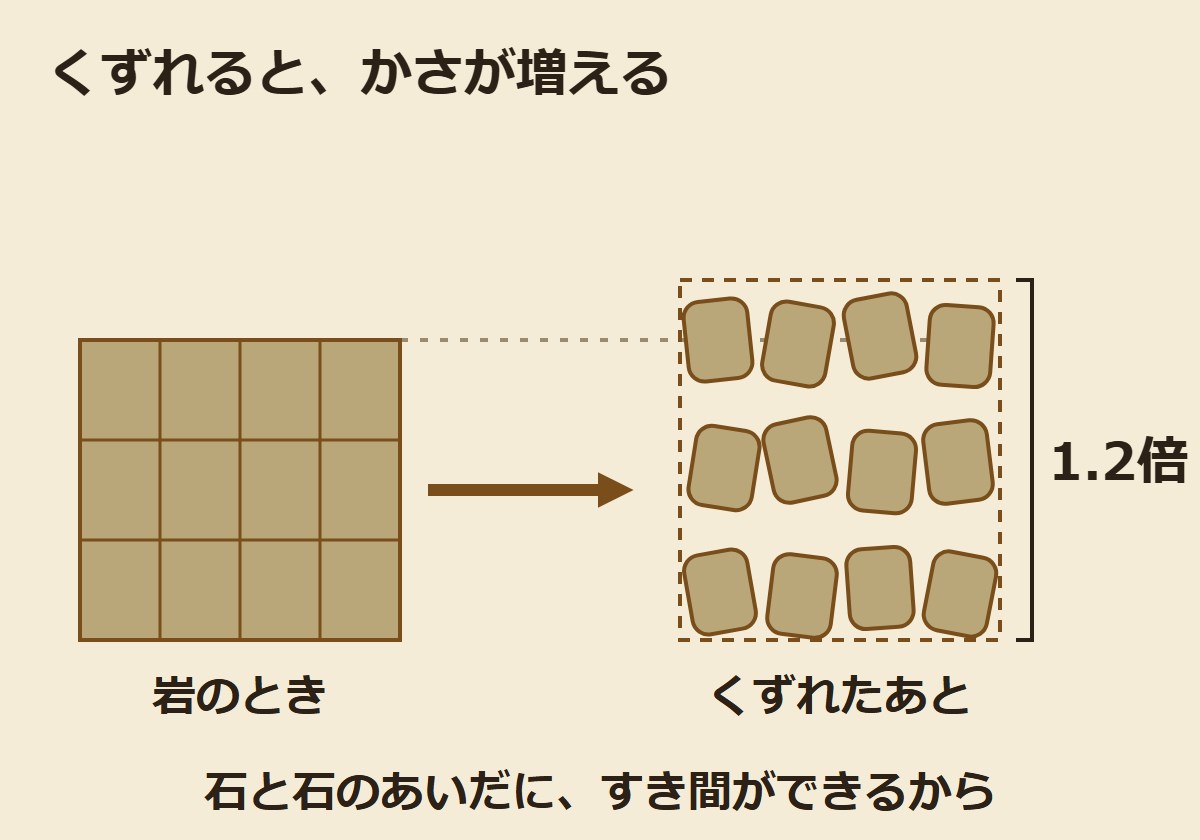 くずれると、かさが増える
1.2倍
岩のとき
くずれたあと
石と石のあいだに、すき間ができるから